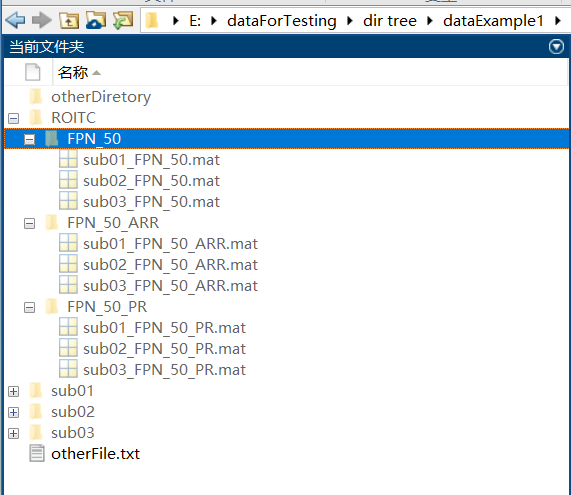 E: dataForTesting dir tree dataExample1
当前文件夹
名称
otherDiretory
ROITC
FPN_50
sub01_FPN_50.mat
sub02_FPN_50.mat
sub03_FPN_50.mat
FPN_50_ARR
sub01_FPN_50_ARR.mat
sub02_FPN_50_ARR.mat
sub03_FPN_50_ARR.mat
FPN_50_PR
sub01_FPN_50_PR.mat
sub02_FPN_50_PR.mat
sub03_FPN_50_PR.mat
sub01
sub02
sub03
otherFile.txt